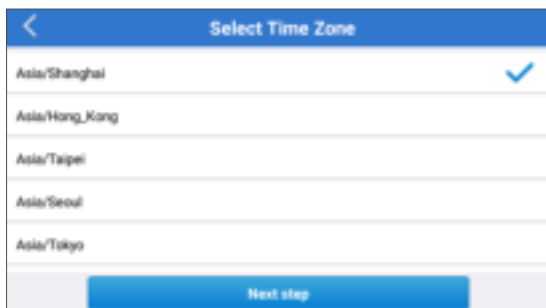 Select Time Zone
Asia/Shanghai
Asia/Hong_Kong
Asia/Taipei
Asia/Seoul
Asia/Tokyo
Next step